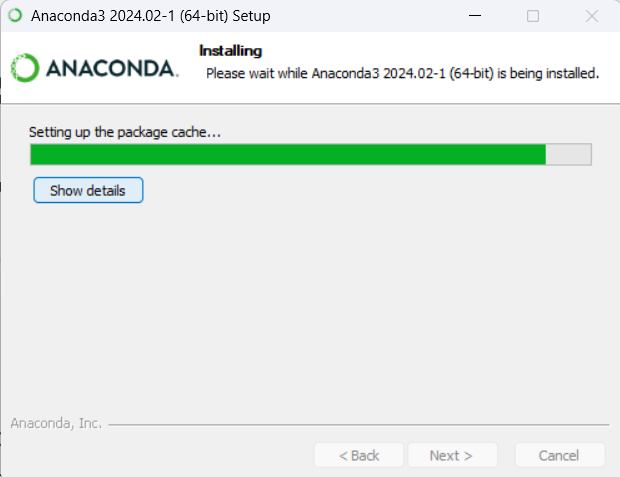 Anaconda3 2024.02-1 (64-bit) Setup
Installing
ANACONDA.
Please wait while Anaconda3 2024.02-1 (64-bit) is being installed.
Setting up the package cache...
Show details
Anaconda, Inc.
< Back
Next >
Cancel